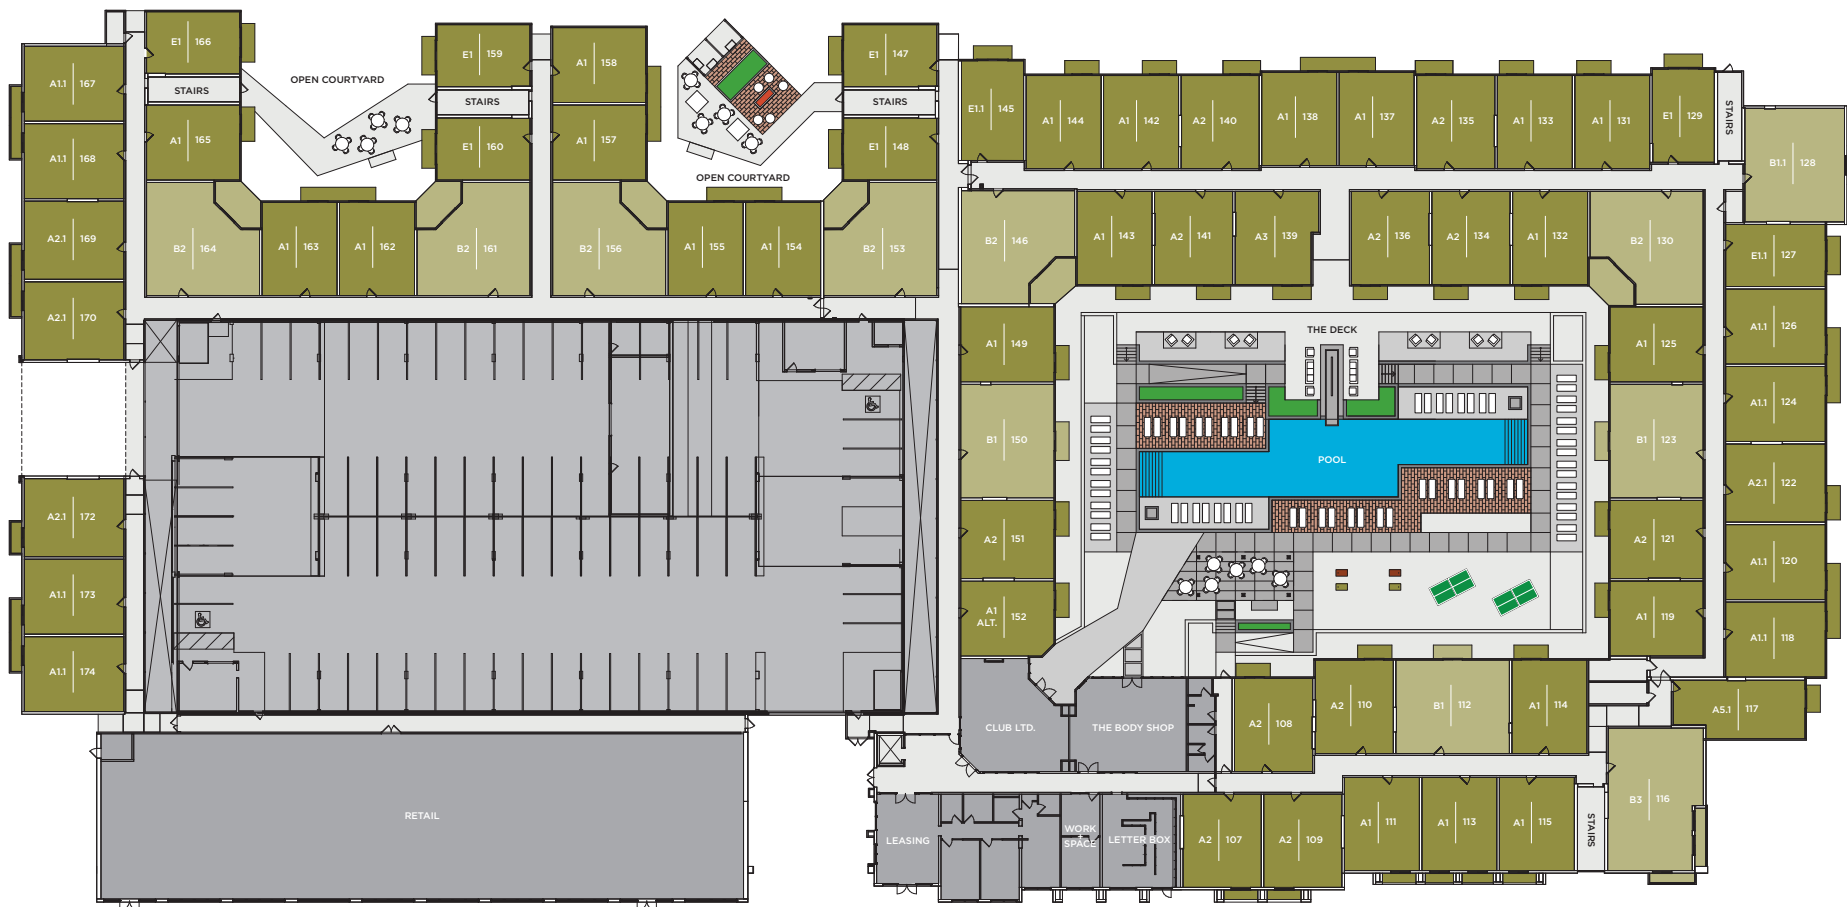 E1 166
A1.1 167
STAIRS
OPEN COURTYARD
E1 159
A1 158
E1 147
STAIRS
STAIRS
A1 165
A1.1 168
E1 160
A1 157
E1 148
OPEN COURTYARD
A2.1 169
B2 164
A1 163
A1 162
B2 161
B2 156
A1 155
A1 154
B2 153
A2.1 170
E1.1 145
A1 144
A1 142
A2 140
A1 138
A1 137
A2 135
A1 133
A1 131
E1 129
STAIRS
B1.1 128
B2 146
A1 143
A2 141
A3 139
A2 136
A2 134
A1 132
B2 130
E1.1 127
A1 149
THE DECK
A1 125
A1.1 126
A1.1 124
B1 150
POOL
B1 123
A2.1 122
A2.1 172
A2 151
A2 121
A1.1 120
A1.1 173
A1
ALT. 152
A1 119
A1.1 118
A1.1 174
CLUB LTD.
THE BODY SHOP
A2 108
A2 110
B1 112
A1 114
A5.1 117
RETAIL
B3 116
LEASING
WORK
+
SPACE
LETTER BOX
A2 107
A2 109
A1 111
A1 113
A1 115
STAIRS